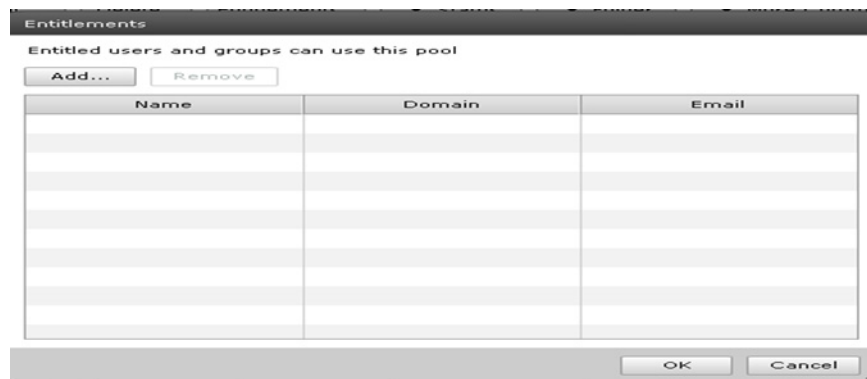 Entitlements
Entitled users and groups can use this pool
Add... Remove
Name Domain Email
OK Cancel